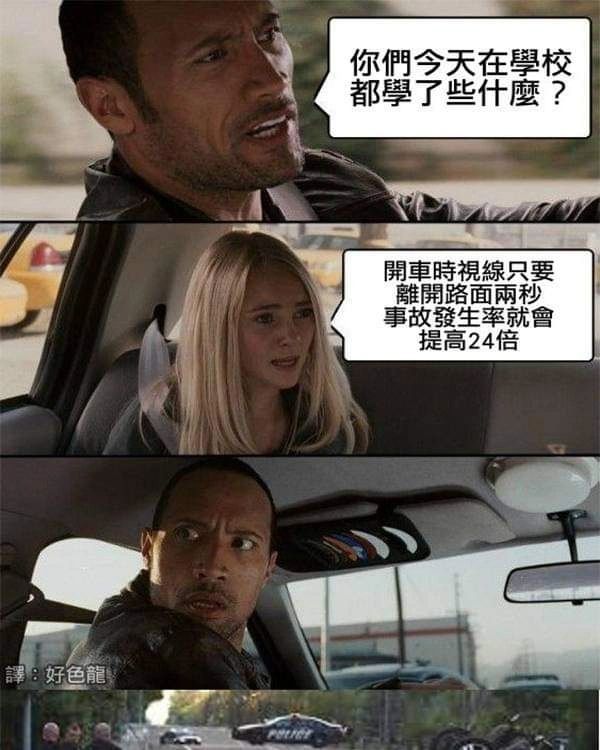 你們今天在學校
都學了些什麼？
開車時視線只要
離開路面兩秒
事故發生率就會
提高24倍
譯：好色龍
POLICE